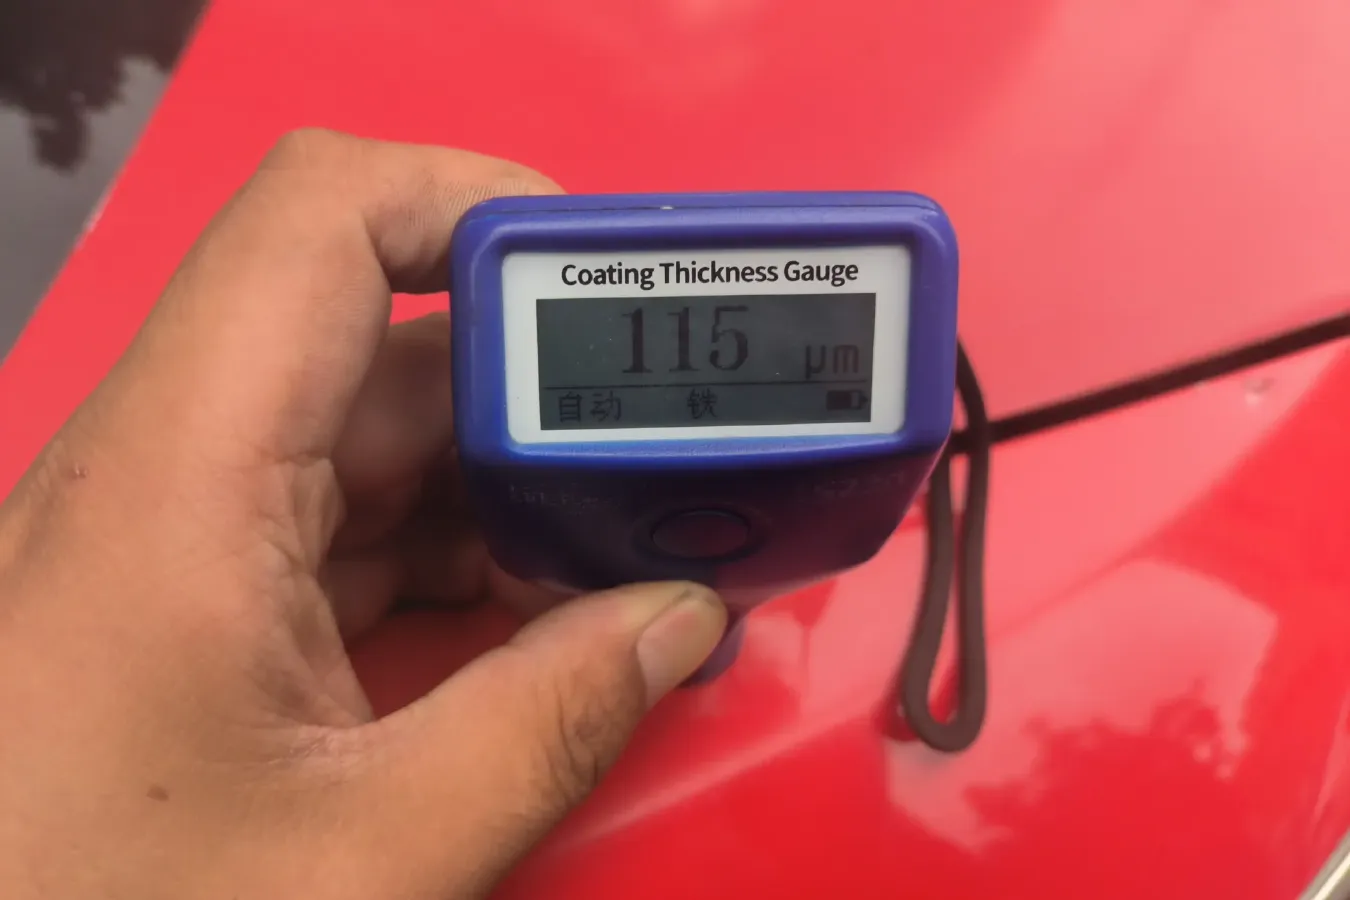 Coating Thickness Gauge
115 μm
自动 铁